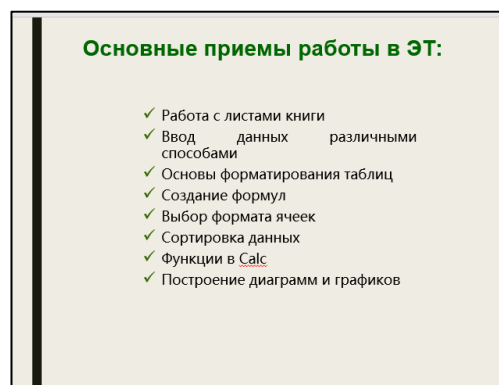 Основные приемы работы в ЭТ:
Работа с листами книги
Ввод данных различными
способами
Основы форматирования таблиц
Создание формул
Выбор формата ячеек
Сортировка данных
Функции в Calc
Построение диаграмм и графиков